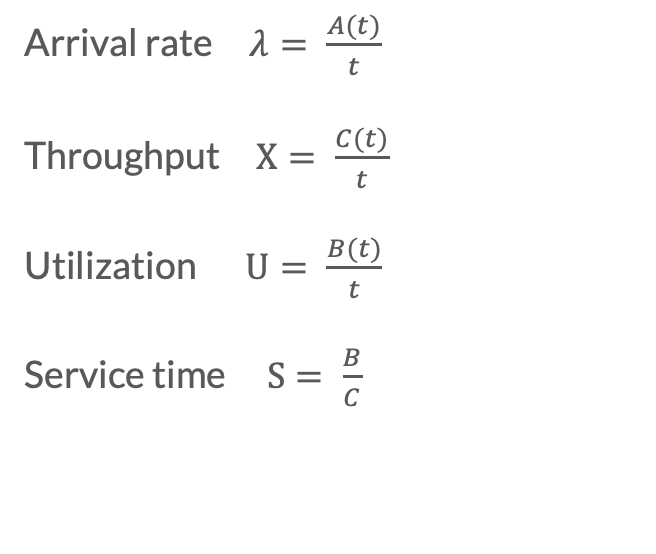 Arrival rate λ = A(t)/t
Throughput X = C(t)/t
Utilization U = B(t)/t
Service time S = B/C